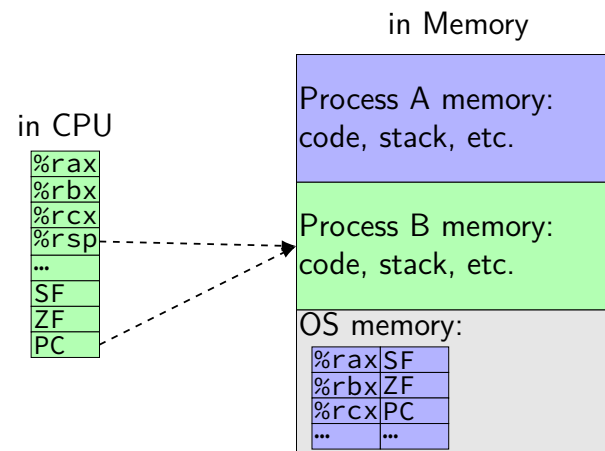 in Memory
Process A memory:
code, stack, etc.
in CPU
%rax
%rbx
%rcx
%rsp
…
SF
ZF
PC
Process B memory:
code, stack, etc.
OS memory:
%rax SF
%rbx ZF
%rcx PC
… …